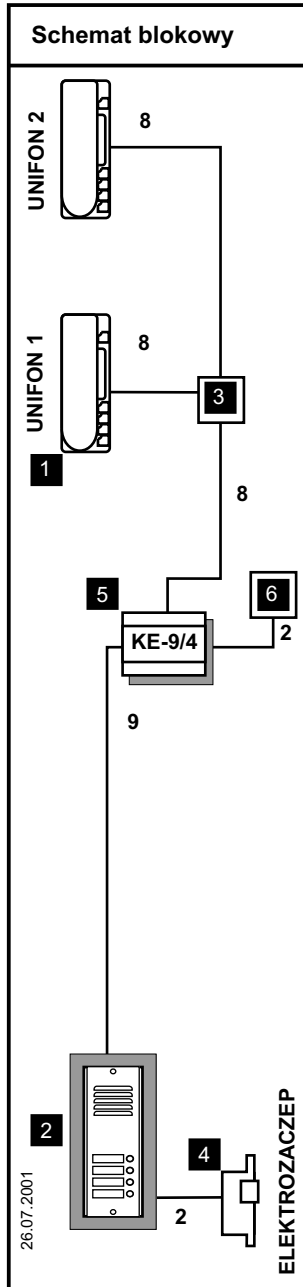 Schemat blokowy
UNIFON 2
8
UNIFON 1
8
3
1
8
5
6
KE-9/4
2
9
2
4
2
26.07.2001
ELEKTROZACZEP